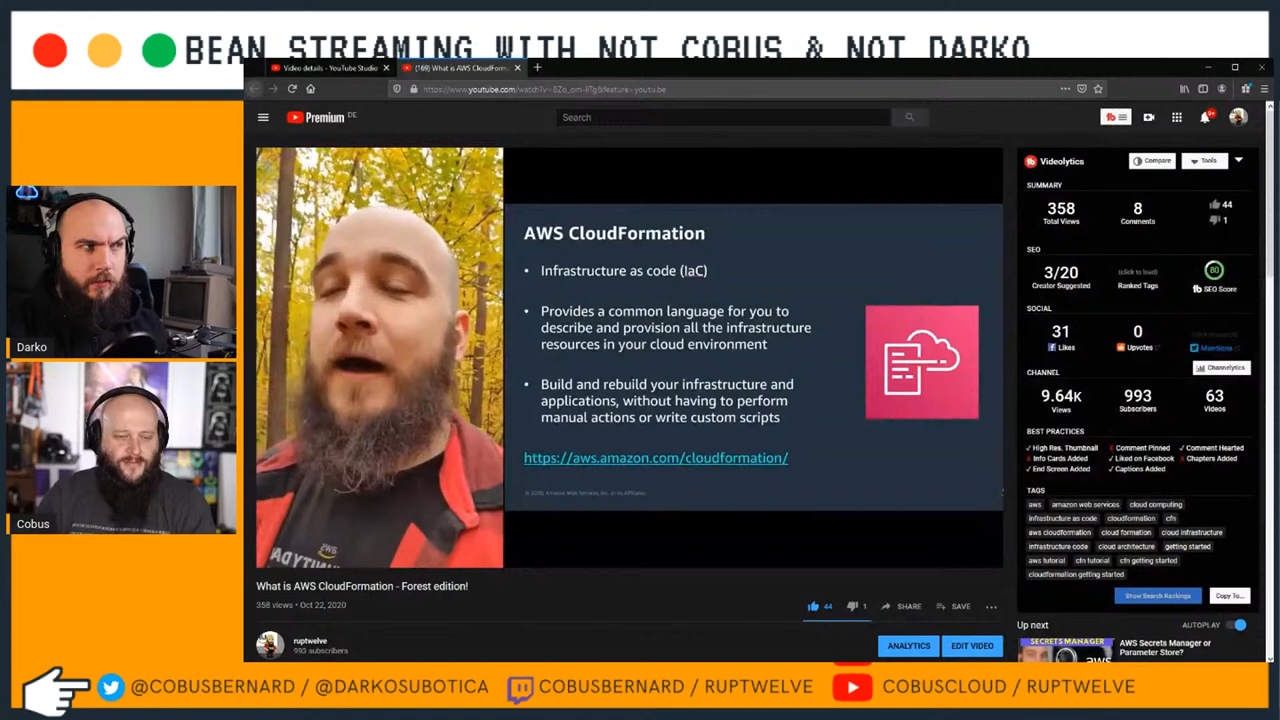 BEAN STREAMING WITH NOT COBUS & NOT DARKO
Video details - YouTube Studio
(169) What is AWS CloudForm
Premium DE
Search
Darko
Cobus
AWS CloudFormation
• Infrastructure as code (IaC)
• Provides a common language for you to
describe and provision all the infrastructure
resources in your cloud environment
• Build and rebuild your infrastructure and
applications, without having to perform
manual actions or write custom scripts
https://aws.amazon.com/cloudformation/
aws
What is AWS CloudFormation - Forest edition!
358 views • Oct 22, 2020
44
1
SHARE
SAVE
ruptwelve
993 subscribers
ANALYTICS
EDIT VIDEO
Videolytics
Compare
Tools
SUMMARY
358
Total Views
8
Comments
44
1
SEO
3/20
Creator Suggested
(click to load)
Ranked Tags
80
SEO Score
SOCIAL
31
Likes
0
Upvotes
Mentions
CHANNEL
Channelytics
9.64K
Views
993
Subscribers
63
Videos
BEST PRACTICES
✓ High Res. Thumbnail
x Comment Pinned
✓ Comment Hearted
x Info Cards Added
✓ Liked on Facebook
x Chapters Added
✓ End Screen Added
✓ Captions Added
TAGS
aws
amazon web services
cloud computing
infrastructure as code
cloudformation
cfn
aws cloudformation
cloud formation
cloud infrastructure
infrastructure code
cloud architecture
getting started
aws tutorial
cfn tutorial
cfn getting started
cloudformation getting started
Show Search Rankings
Copy To...
Up next
AUTOPLAY
SECRETS MANAGER
aws
AWS Secrets Manager or
Parameter Store?
@COBUSBERNARD / @DARKOSUBOTICA
COBUSBERNARD / RUPTWELVE
COBUSCLOUD / RUPTWELVE